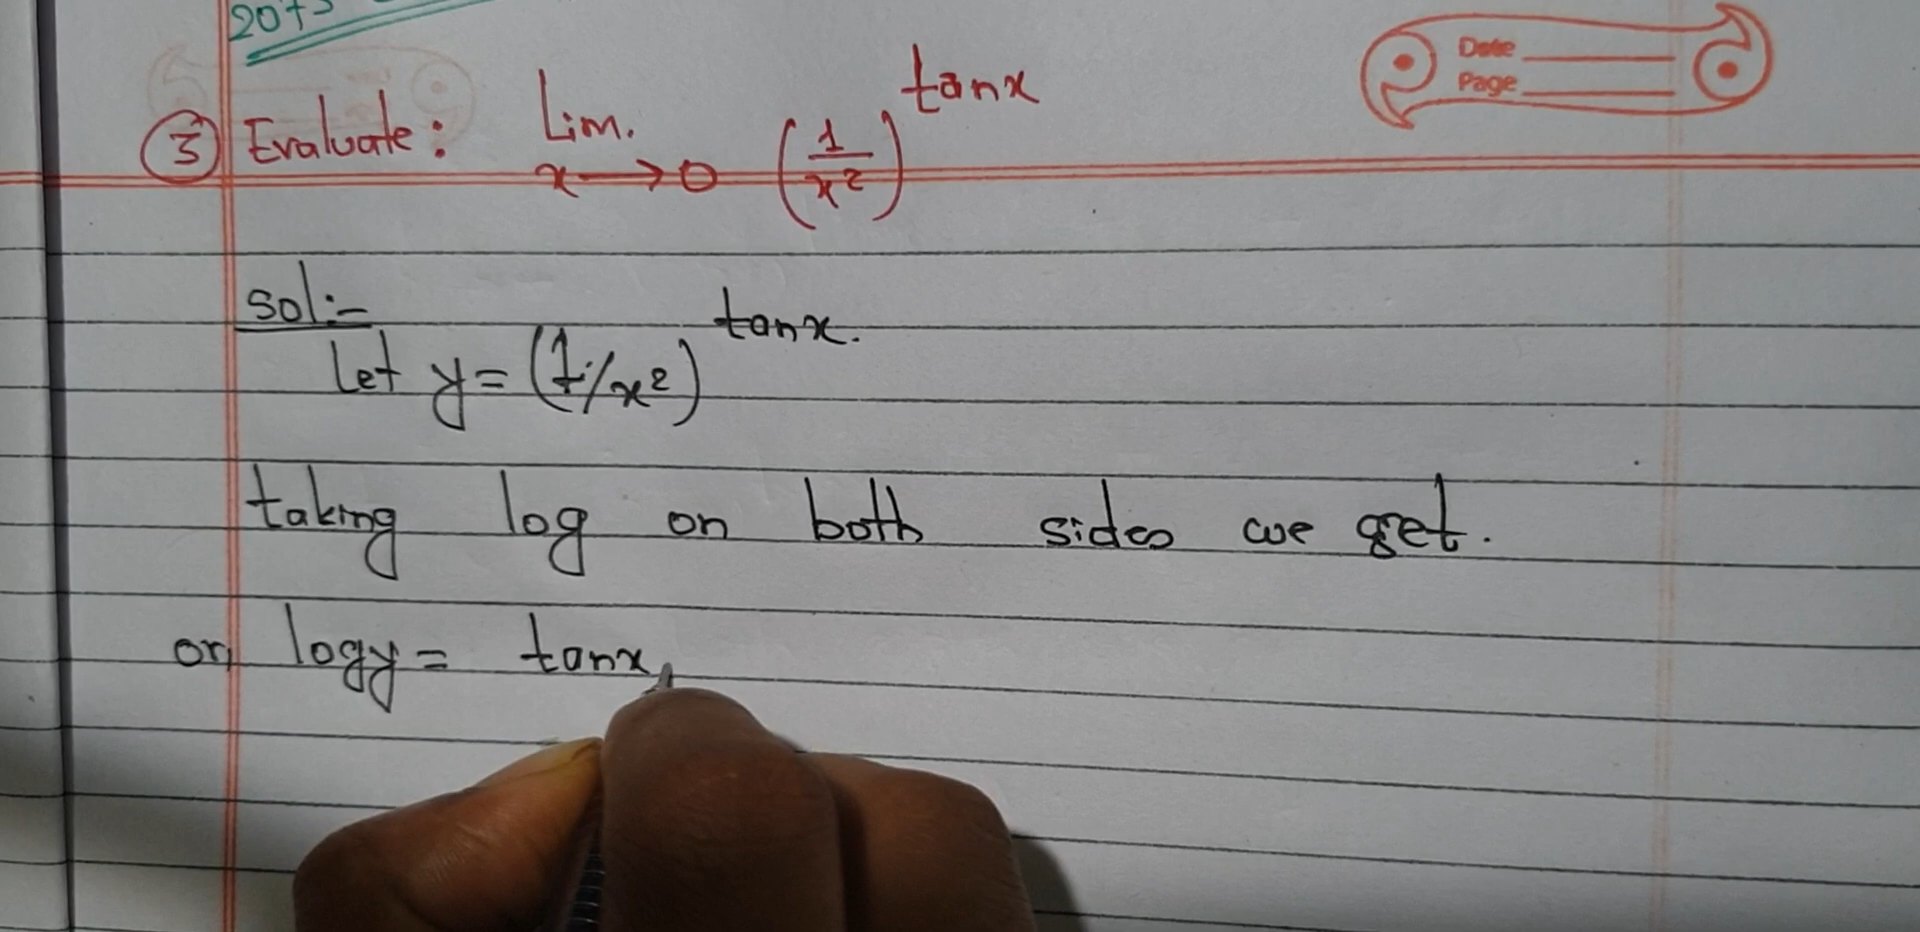 Date
Page
③ Evaluate: Lim. x→0 (1/x²)^tanx
sol:-
Let y = (1/x²)^tanx.
taking log on both sides we get.
or, logy = tanx